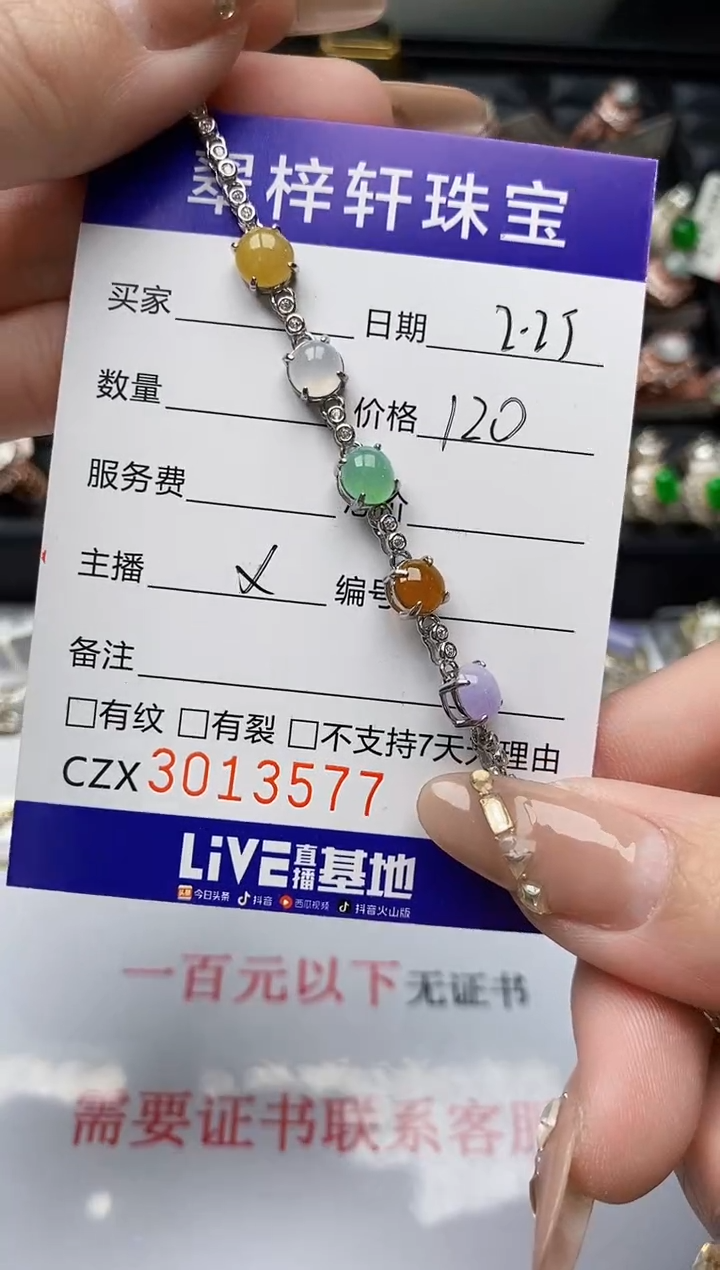 翠梓轩珠宝
买家 日期 2.25
数量 价格 120
服务费
主播 编号
备注
□有纹 □有裂 □不支持7天无理由
CZX 3013577
LiVE直播基地
今日头条 抖音 西瓜视频 抖音火山版
一百元以下无证书
需要证书联系客服